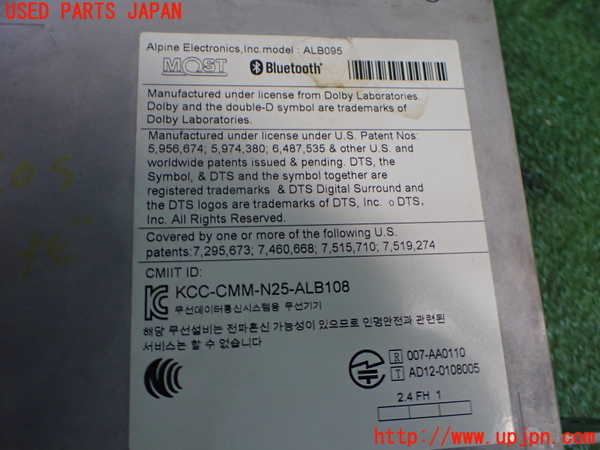 USED PARTS JAPAN
Alpine Electronics,Inc.model : ALB095
MOST Bluetooth®
Manufactured under license from Dolby Laboratories.
Dolby and the double-D symbol are trademarks of
Dolby Laboratories.
Manufactured under license under U.S. Patent Nos:
5,956,674; 5,974,380; 6,487,535 & other U.S. and
worldwide patents issued & pending. DTS, the
Symbol, & DTS and the symbol together are
registered trademarks & DTS Digital Surround and
the DTS logos are trademarks of DTS, Inc. © DTS,
Inc. All Rights Reserved.
Covered by one or more of the following U.S.
patents:7,295,673; 7,460,668; 7,515,710; 7,519,274
CMIIT ID:
KCC-CMM-N25-ALB108
무선데이터통신시스템용 무선기기
해당 무선설비는 전파혼신 가능성이 있으므로 인명안전과 관련된
서비스는 할 수 없습니다
R 007-AA0110
T AD12-0108005
2.4 FH 1
http://www.upjpn.com/